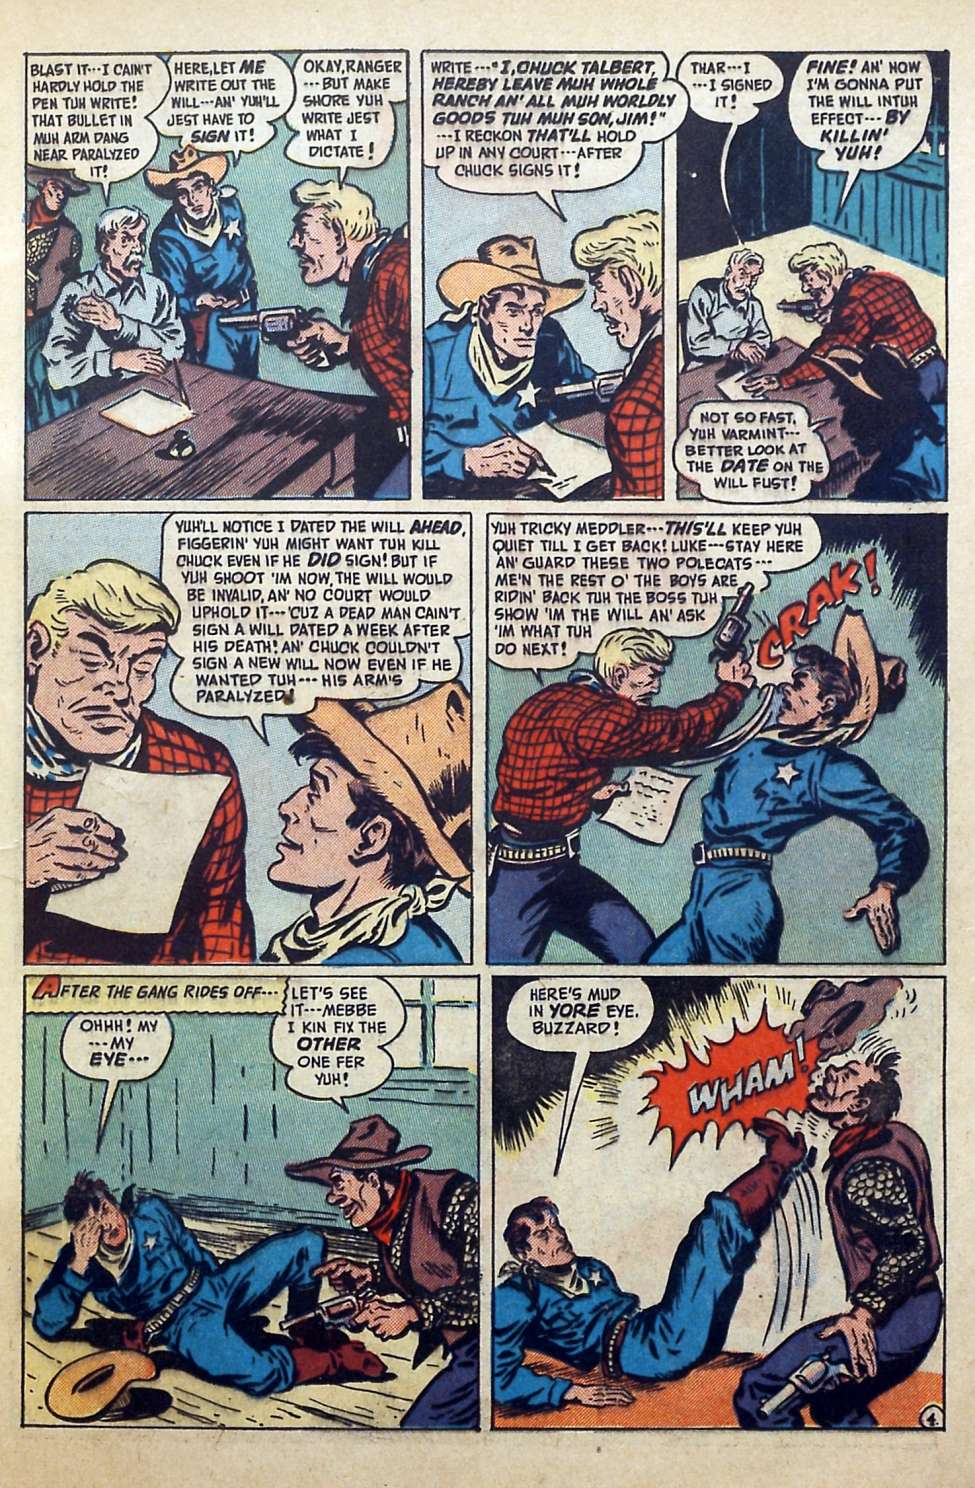 BLAST IT---I CAIN'T
HARDLY HOLD THE
PEN TUH WRITE!
THAT BULLET IN
MUH ARM DANG
NEAR PARALYZED
IT!
HERE, LET ME
WRITE OUT THE
WILL---AN' YUH'LL
JEST HAVE TO
SIGN IT!
OKAY, RANGER
---BUT MAKE
SHORE YUH
WRITE JEST
WHAT I
DICTATE!
WRITE---"I, CHUCK TALBERT,
HEREBY LEAVE MUH WHOLE
RANCH AN' ALL MUH WORLDLY
GOODS TUH MUH SON, JIM!"
---I RECKON THAT'LL HOLD
UP IN ANY COURT---AFTER
CHUCK SIGNS IT!
THAR---I
---I SIGNED
IT!
FINE! AN' NOW
I'M GONNA PUT
THE WILL INTUH
EFFECT---BY
KILLIN'
YUH!
NOT SO FAST,
YUH VARMINT---
BETTER LOOK AT
THE DATE ON THE
WILL FUST!
YUH'LL NOTICE I DATED THE WILL AHEAD,
FIGGERIN' YUH MIGHT WANT TUH KILL
CHUCK EVEN IF HE DID SIGN! BUT IF
YUH SHOOT 'IM NOW, THE WILL WOULD
BE INVALID, AN' NO COURT WOULD
UPHOLD IT---'CUZ A DEAD MAN CAIN'T
SIGN A WILL DATED A WEEK AFTER
HIS DEATH! AN' CHUCK COULDN'T
SIGN A NEW WILL NOW EVEN IF HE
WANTED TUH---HIS ARM'S
PARALYZED!
YUH TRICKY MEDDLER---THIS'LL KEEP YUH
QUIET TILL I GET BACK! LUKE---STAY HERE
AN' GUARD THESE TWO POLECATS---
ME'N THE REST O' THE BOYS ARE
RIDIN' BACK TUH THE BOSS TUH
SHOW 'IM THE WILL AN' ASK
'IM WHAT TUH
DO NEXT!
CRAK!
AFTER THE GANG RIDES OFF---
OHHH! MY
---MY
EYE---
LET'S SEE
IT---MEBBE
I KIN FIX THE
OTHER
ONE FER
YUH!
HERE'S MUD
IN YORE EYE,
BUZZARD!
WHAM!
4.